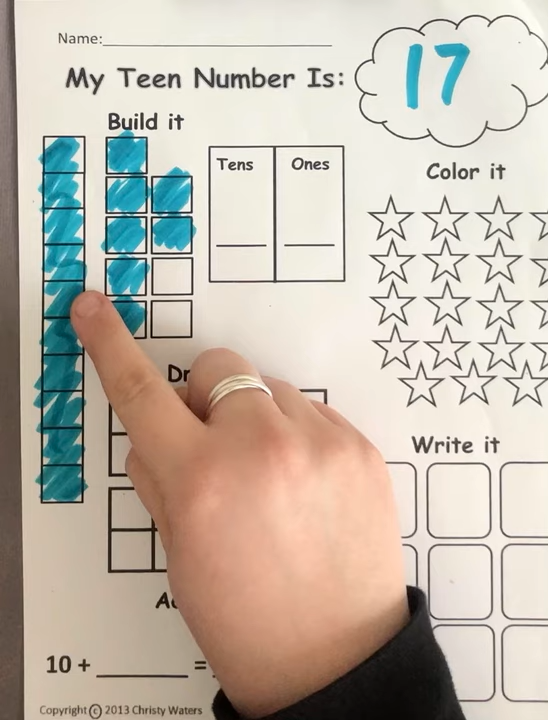 Name:
17
My Teen Number Is:
Build it
Tens Ones
Color it
Dr
Write it
10 + =
Copyright © 2013 Christy Waters